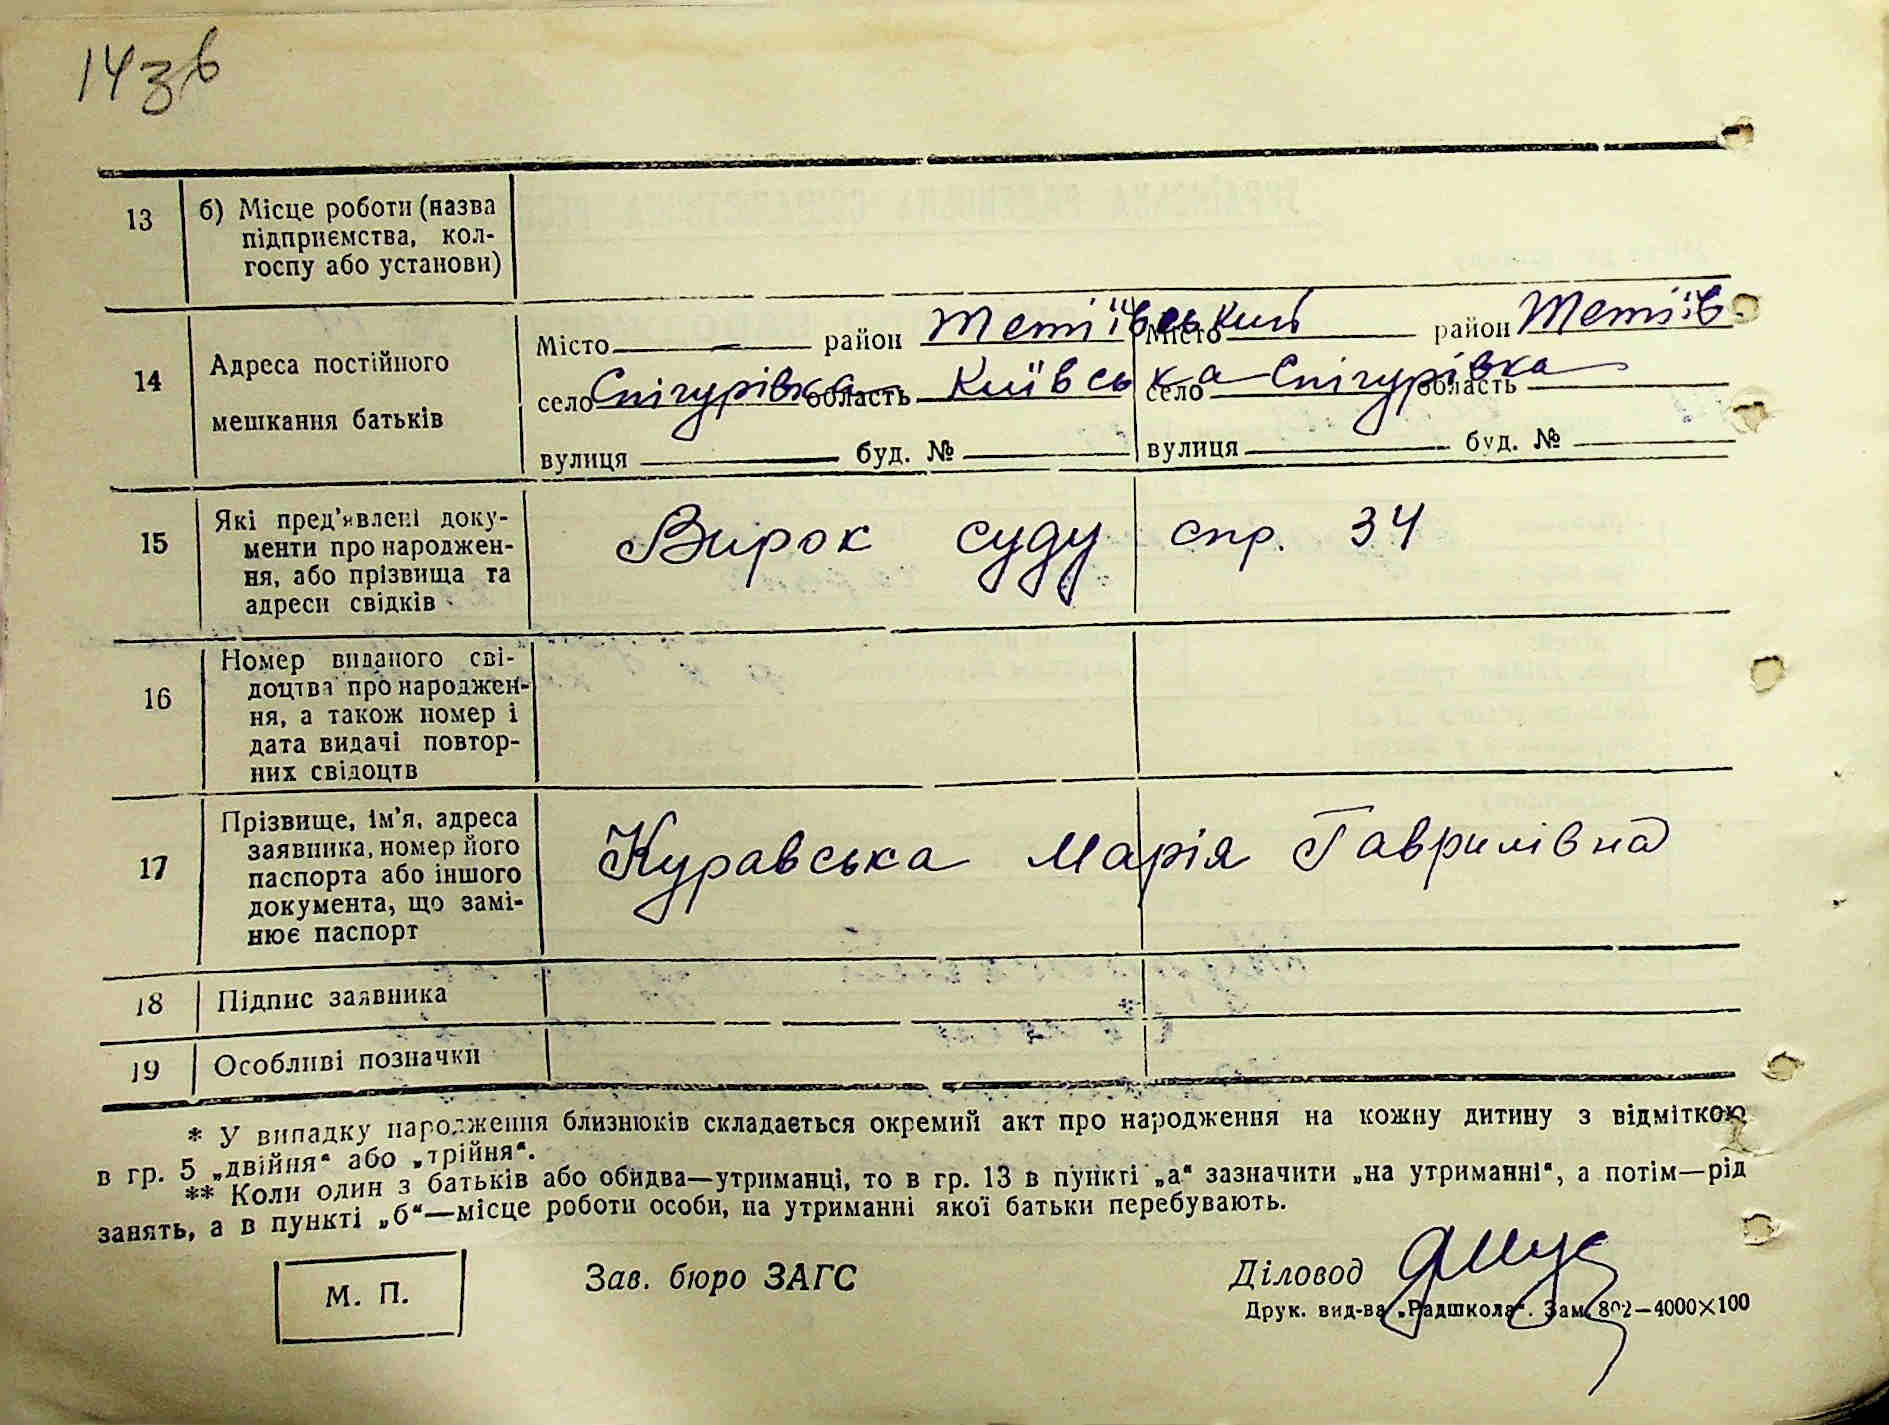 14зв
13 б) Місце роботи (назва
підприємства, кол-
госпу або установи)
14 Адреса постійного
мешкання батьків
Місто — район Тетіївський Місто район Тетіїв.
село Снігурівка область Київська село Снігурівка область
вулиця буд. № вулиця буд. №
15 Які пред'явлені доку-
менти про народжен-
ня, або прізвища та
адреси свідків
Вирок суду спр. 34
16 Номер виданого сві-
доцтва про народжен-
ня, а також номер і
дата видачі повтор-
них свідоцтв
17 Прізвище, ім'я, адреса
заявника, номер його
паспорта або іншого
документа, що замі-
нює паспорт
Куравська Марія Гаврилівна
18 Підпис заявника
19 Особливі позначки
* У випадку народження близнюків складається окремий акт про народження на кожну дитину з відміткою
в гр. 5 „двійня“ або „трійня“.
** Коли один з батьків або обидва—утриманці, то в гр. 13 в пункті „а“ зазначити „на утриманні“, а потім—рід
занять, а в пункті „б“—місце роботи особи, на утриманні якої батьки перебувають.
М. П.
Зав. бюро ЗАГС
Діловод
Друк. вид-ва „Радшкола“. Зам. 802—4000×100